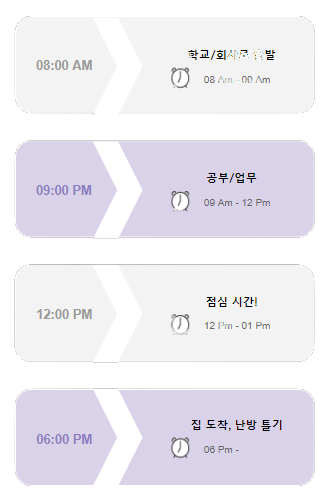 08:00 AM
학교/회사로 출발
08 Am - 09 Am
09:00 PM
공부/업무
09 Am - 12 Pm
12:00 PM
점심 시간!
12 Pm - 01 Pm
06:00 PM
집 도착, 난방 틀기
06 Pm -